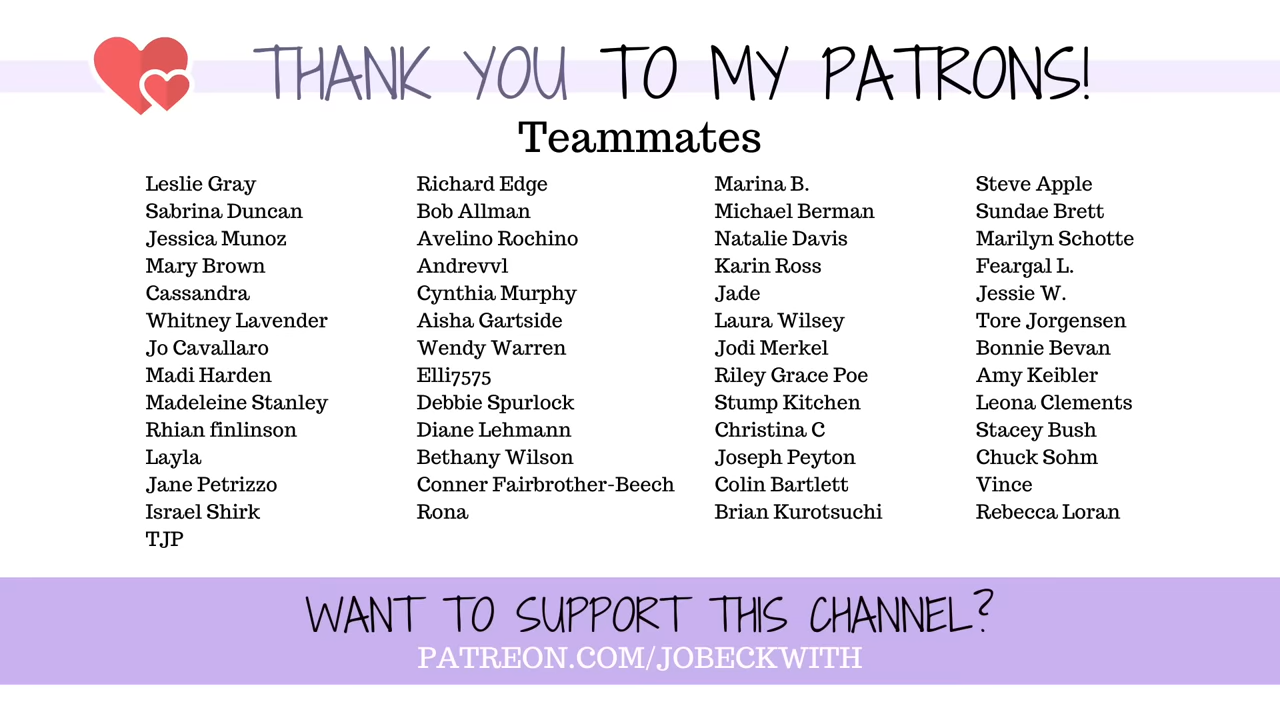 THANK YOU TO MY PATRONS!
Teammates
Leslie Gray
Sabrina Duncan
Jessica Munoz
Mary Brown
Cassandra
Whitney Lavender
Jo Cavallaro
Madi Harden
Madeleine Stanley
Rhian finlinson
Layla
Jane Petrizzo
Israel Shirk
TJP
Richard Edge
Bob Allman
Avelino Rochino
Andrevvl
Cynthia Murphy
Aisha Gartside
Wendy Warren
Elli7575
Debbie Spurlock
Diane Lehmann
Bethany Wilson
Conner Fairbrother-Beech
Rona
Marina B.
Michael Berman
Natalie Davis
Karin Ross
Jade
Laura Wilsey
Jodi Merkel
Riley Grace Poe
Stump Kitchen
Christina C
Joseph Peyton
Colin Bartlett
Brian Kurotsuchi
Steve Apple
Sundae Brett
Marilyn Schotte
Feargal L.
Jessie W.
Tore Jorgensen
Bonnie Bevan
Amy Keibler
Leona Clements
Stacey Bush
Chuck Sohm
Vince
Rebecca Loran
WANT TO SUPPORT THIS CHANNEL?
PATREON.COM/JOBECKWITH